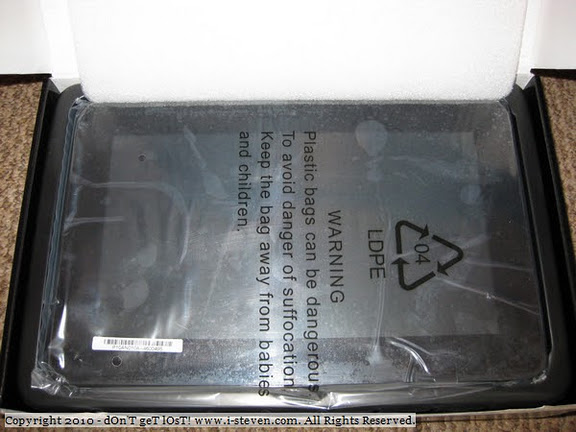 04
LDPE
WARNING
Plastic bags can be dangerous
To avoid danger of suffocation
Keep the bag away from babies
and children.
Copyright 2010 - dOn'T geT lOsT! www.i-steven.com. All Rights Reserved.